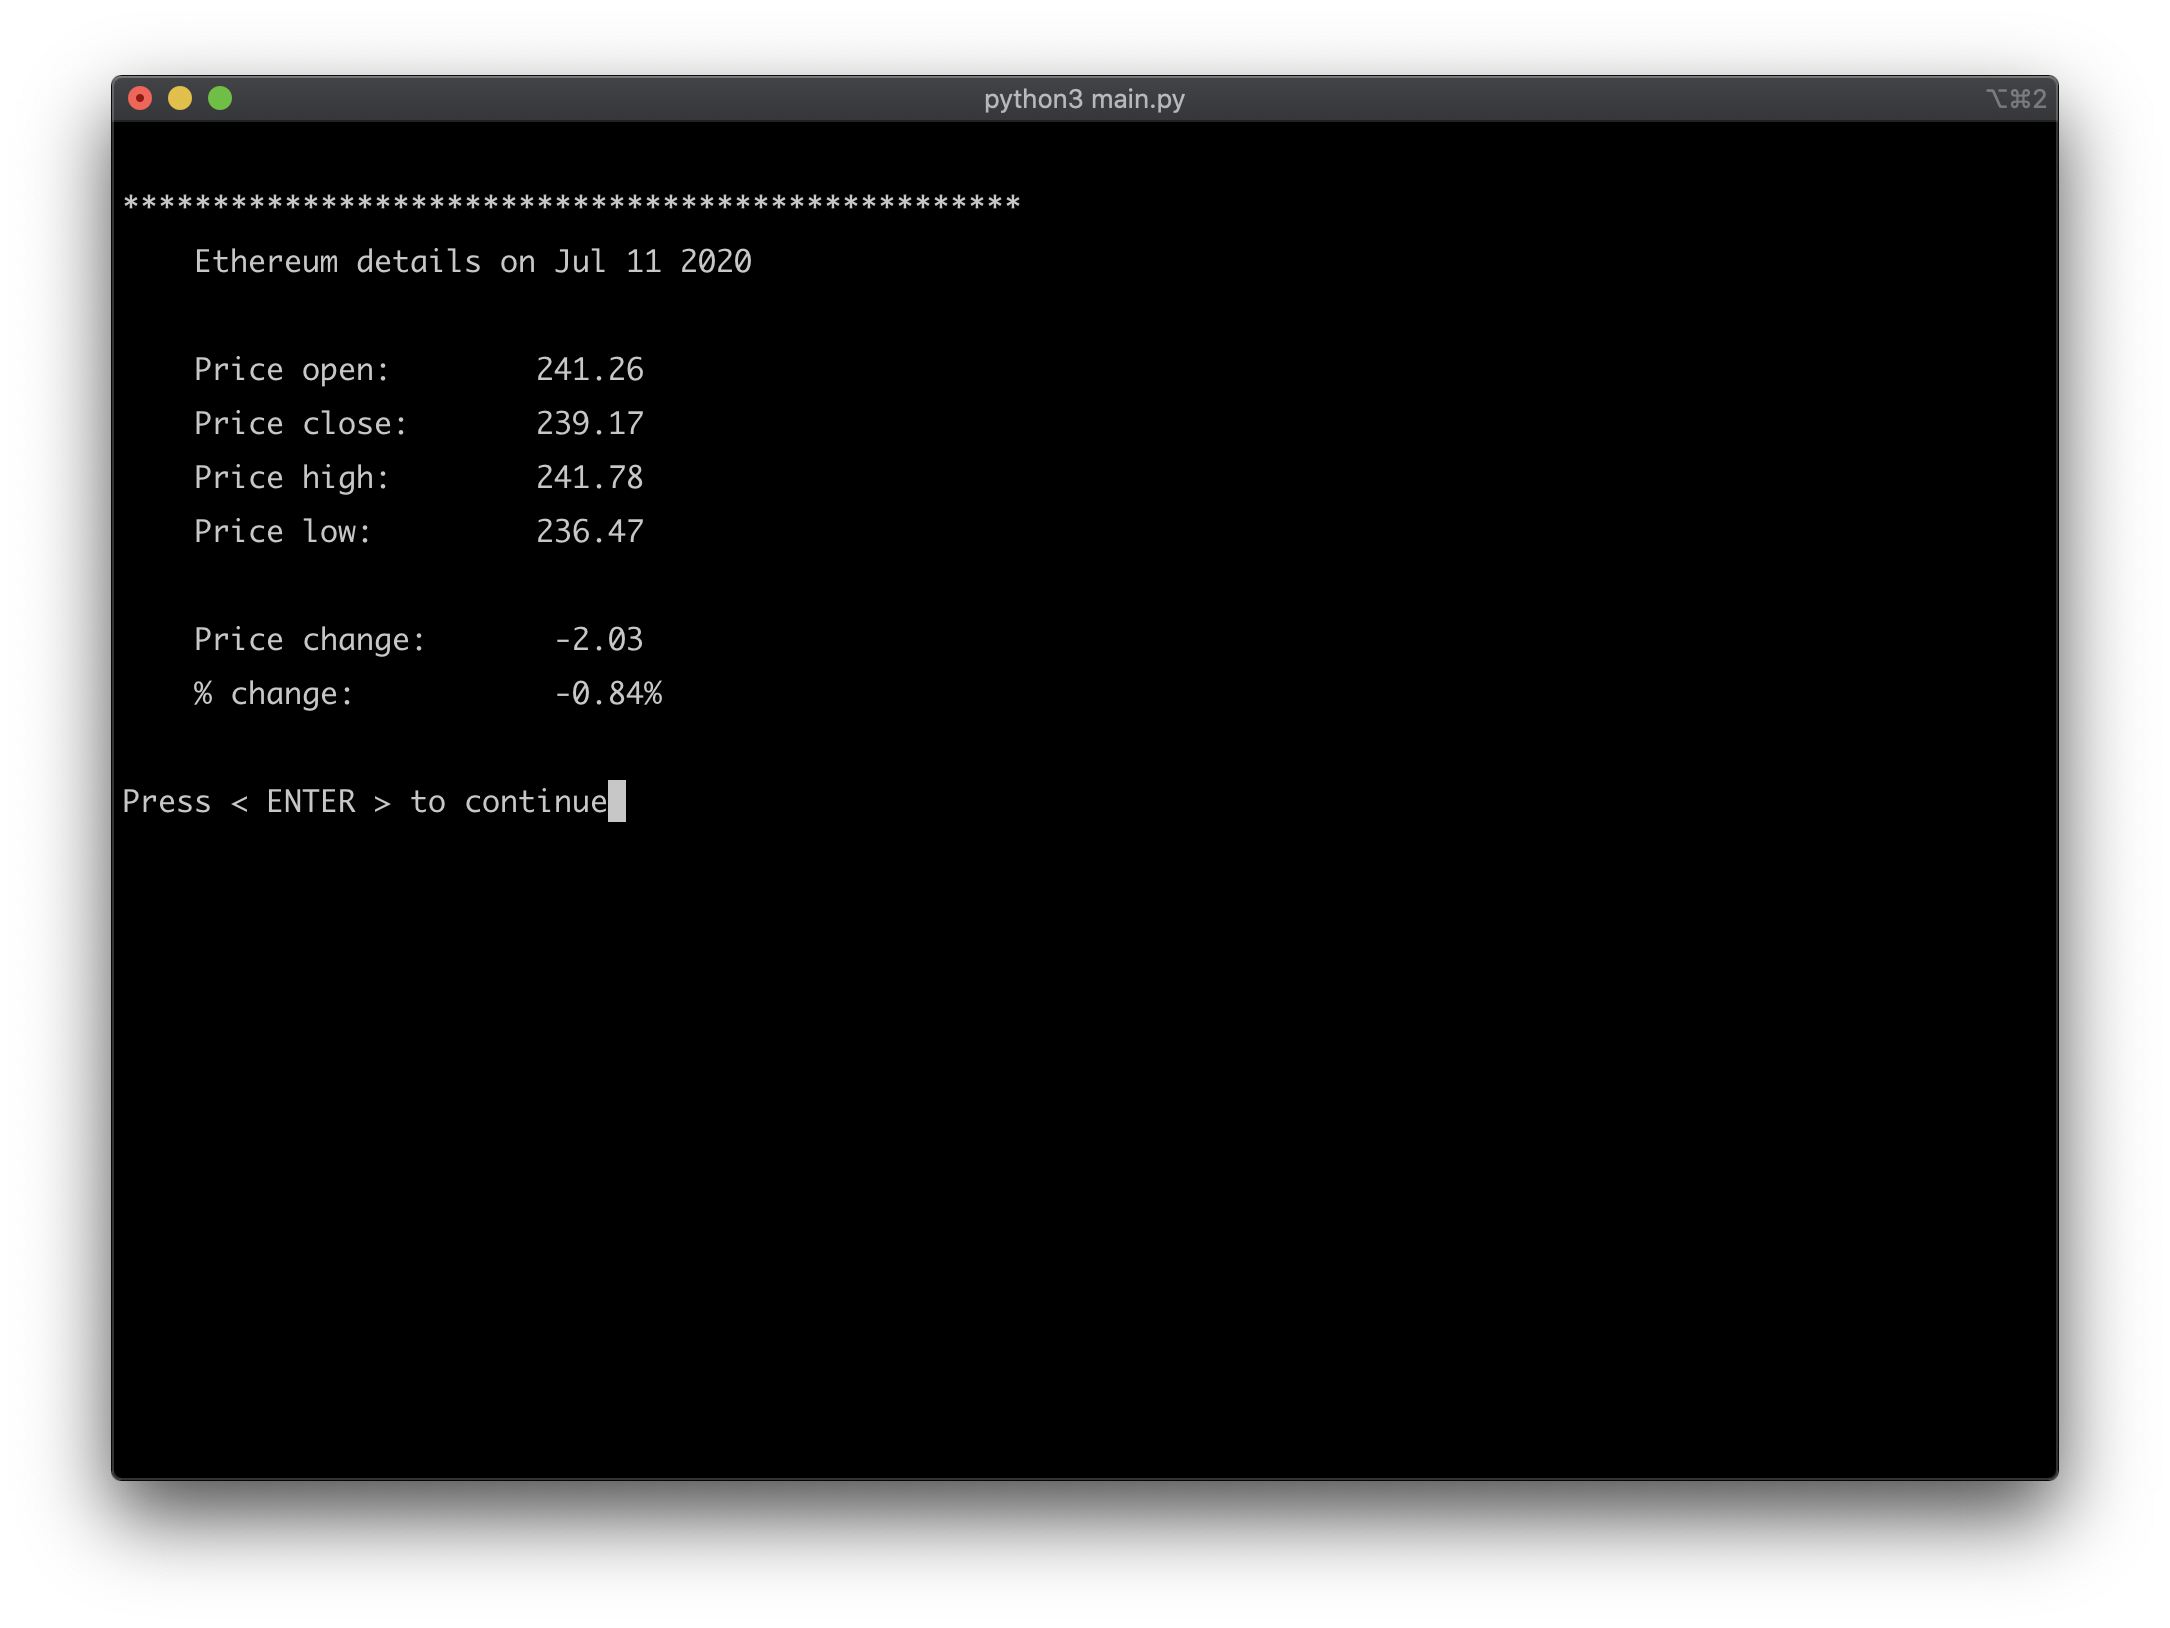 python3 main.py ⌥⌘2
**************************************************
Ethereum details on Jul 11 2020
Price open: 241.26
Price close: 239.17
Price high: 241.78
Price low: 236.47
Price change: -2.03
% change: -0.84%
Press < ENTER > to continue